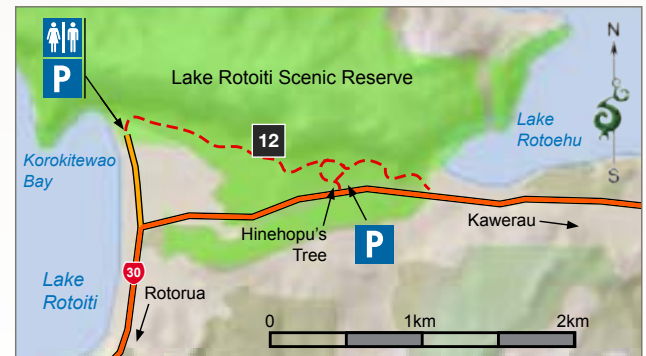 P
Lake Rotoiti Scenic Reserve
N
12
Lake
Rotoehu
Korokitewao
Bay
S
Hinehopu's
Tree
P
Kawerau
30
Lake
Rotoiti
Rotorua
0
1km
2km